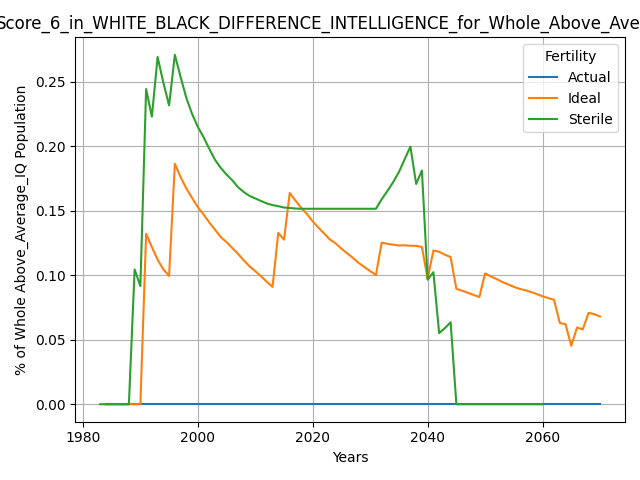 Score_6_in_WHITE_BLACK_DIFFERENCE_INTELLIGENCE_for_Whole_Above_Ave
Fertility
Actual
Ideal
Sterile
% of Whole Above_Average_IQ Population
0.25
0.20
0.15
0.10
0.05
0.00
1980
2000
2020
2040
2060
Years